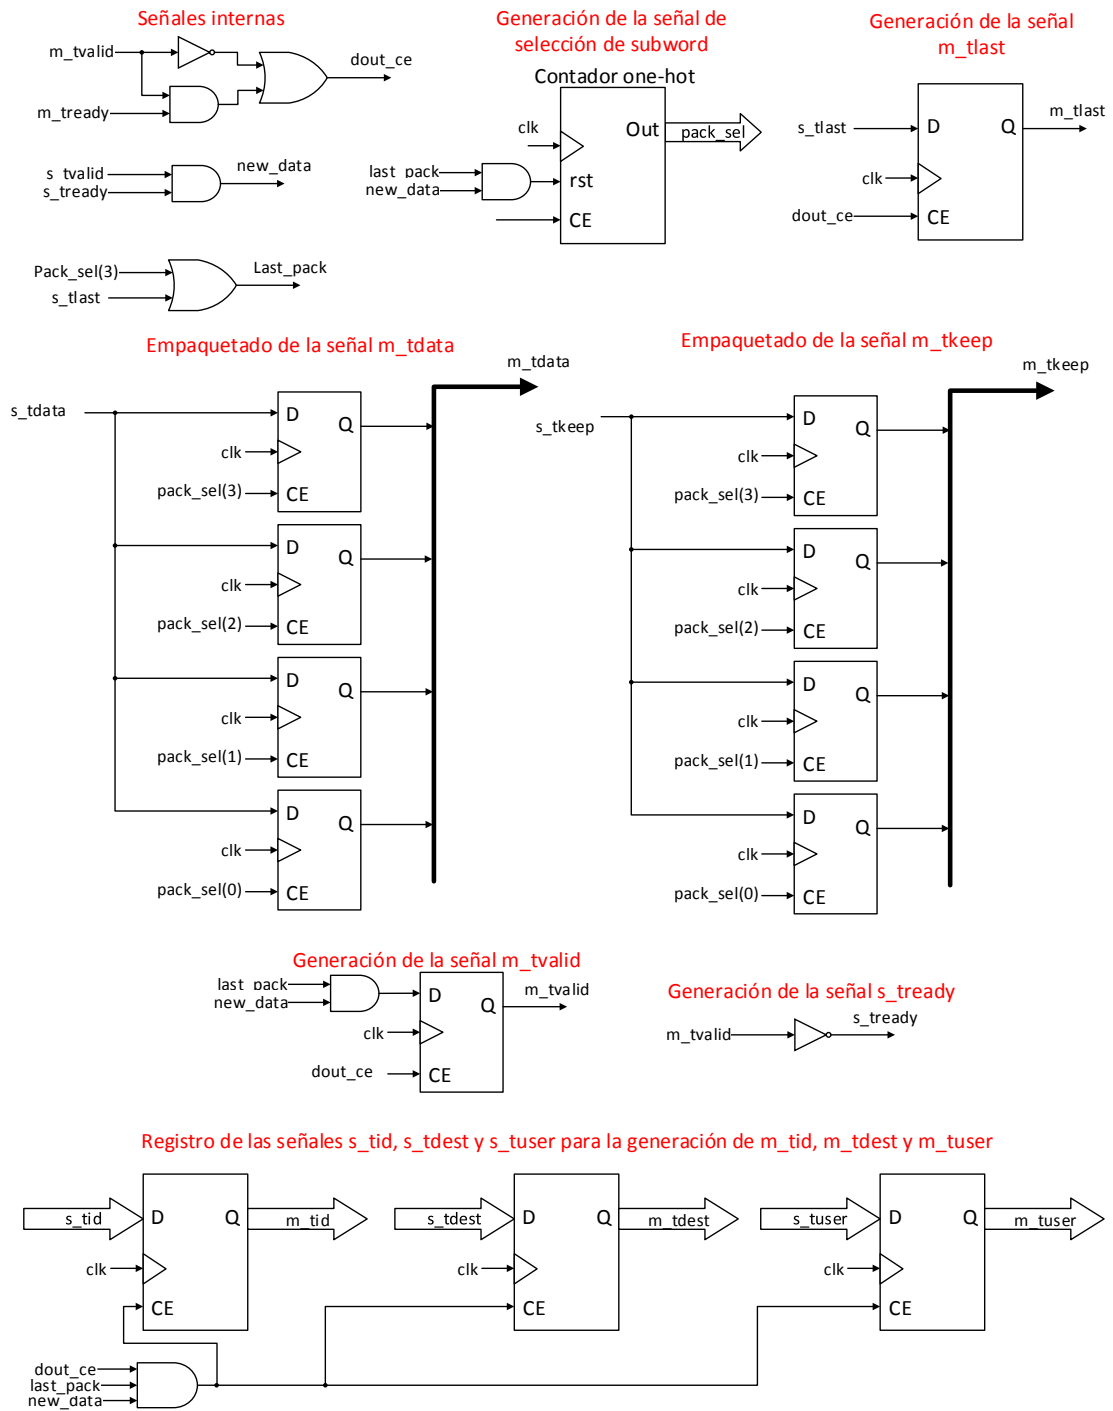 Señales internas
m_tvalid
m_tready
dout_ce
s_tvalid
s_tready
new_data
Pack_sel(3)
s_tlast
Last_pack
Generación de la señal de
selección de subword
Contador one-hot
clk
last_pack
new_data
Out
rst
CE
pack_sel
Generación de la señal
m_tlast
s_tlast
clk
dout_ce
D
Q
CE
m_tlast
Empaquetado de la señal m_tdata
m_tdata
s_tdata
D
Q
clk
pack_sel(3)
CE
D
Q
clk
pack_sel(2)
CE
D
Q
clk
pack_sel(1)
CE
D
Q
clk
pack_sel(0)
CE
Empaquetado de la señal m_tkeep
m_tkeep
s_tkeep
D
Q
clk
pack_sel(3)
CE
D
Q
clk
pack_sel(2)
CE
D
Q
clk
pack_sel(1)
CE
D
Q
clk
pack_sel(0)
CE
Generación de la señal m_tvalid
last_pack
new_data
D
Q
m_tvalid
clk
dout_ce
CE
Generación de la señal s_tready
m_tvalid
s_tready
Registro de las señales s_tid, s_tdest y s_tuser para la generación de m_tid, m_tdest y m_tuser
s_tid
D
Q
m_tid
clk
CE
s_tdest
D
Q
m_tdest
clk
CE
s_tuser
D
Q
m_tuser
clk
CE
dout_ce
last_pack
new_data